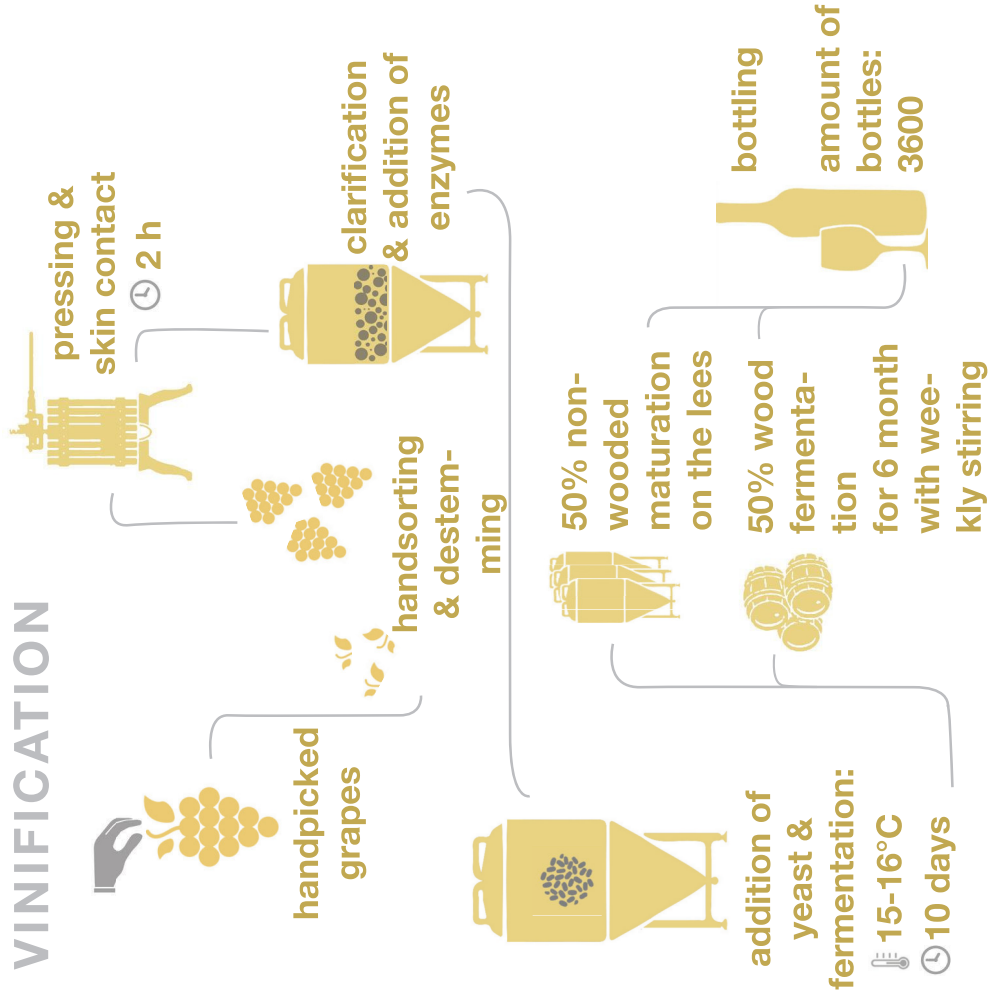 VINIFICATION
handpicked
grapes
handsorting
& destem-
ming
pressing &
skin contact
2 h
clarification
& addition of
enzymes
addition of
yeast &
fermentation:
15-16°C
10 days
50% non-
wooded
maturation
on the lees
50% wood
fermenta-
tion
for 6 month
with wee-
kly stirring
bottling
amount of
bottles:
3600